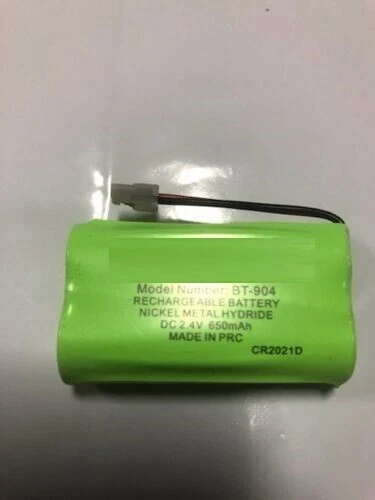 Model Number: BT-904
RECHARGEABLE BATTERY
NICKEL METAL HYDRIDE
DC 2.4V 650mAh
MADE IN PRC
CR2021D